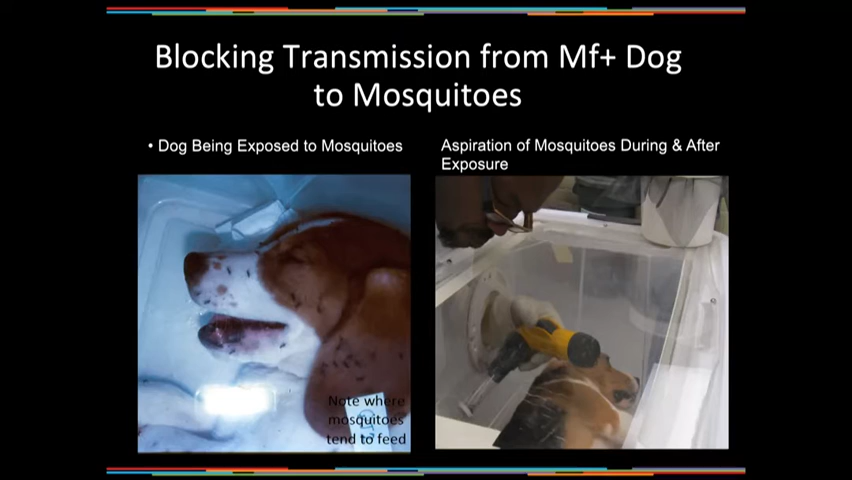 Blocking Transmission from Mf+ Dog
to Mosquitoes
• Dog Being Exposed to Mosquitoes
Aspiration of Mosquitoes During & After
Exposure
Note where
mosquitoes
tend to feed